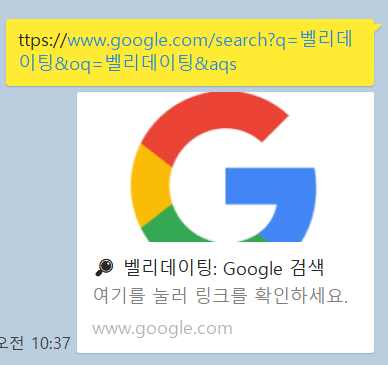 ttps://www.google.com/search?q=벨리데
이팅&oq=벨리데이팅&aqs
벨리데이팅: Google 검색
여기를 눌러 링크를 확인하세요.
www.google.com
오전 10:37